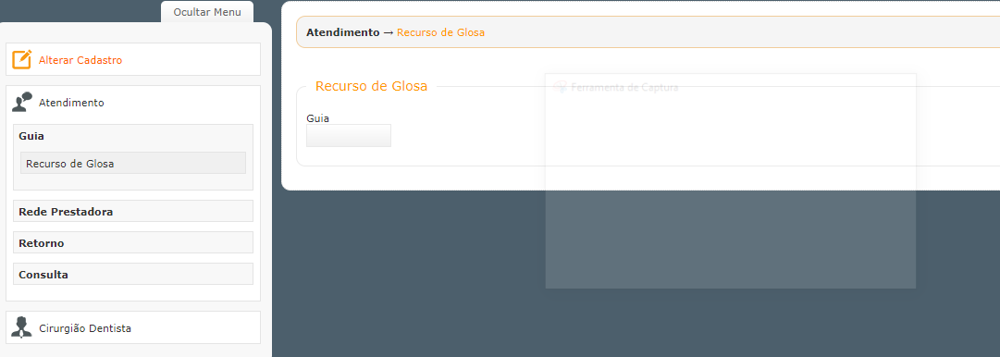 Ocultar Menu
Alterar Cadastro
Atendimento
Guia
Recurso de Glosa
Rede Prestadora
Retorno
Consulta
Cirurgião Dentista
Atendimento → Recurso de Glosa
Recurso de Glosa
Ferramenta de Captura
Guia